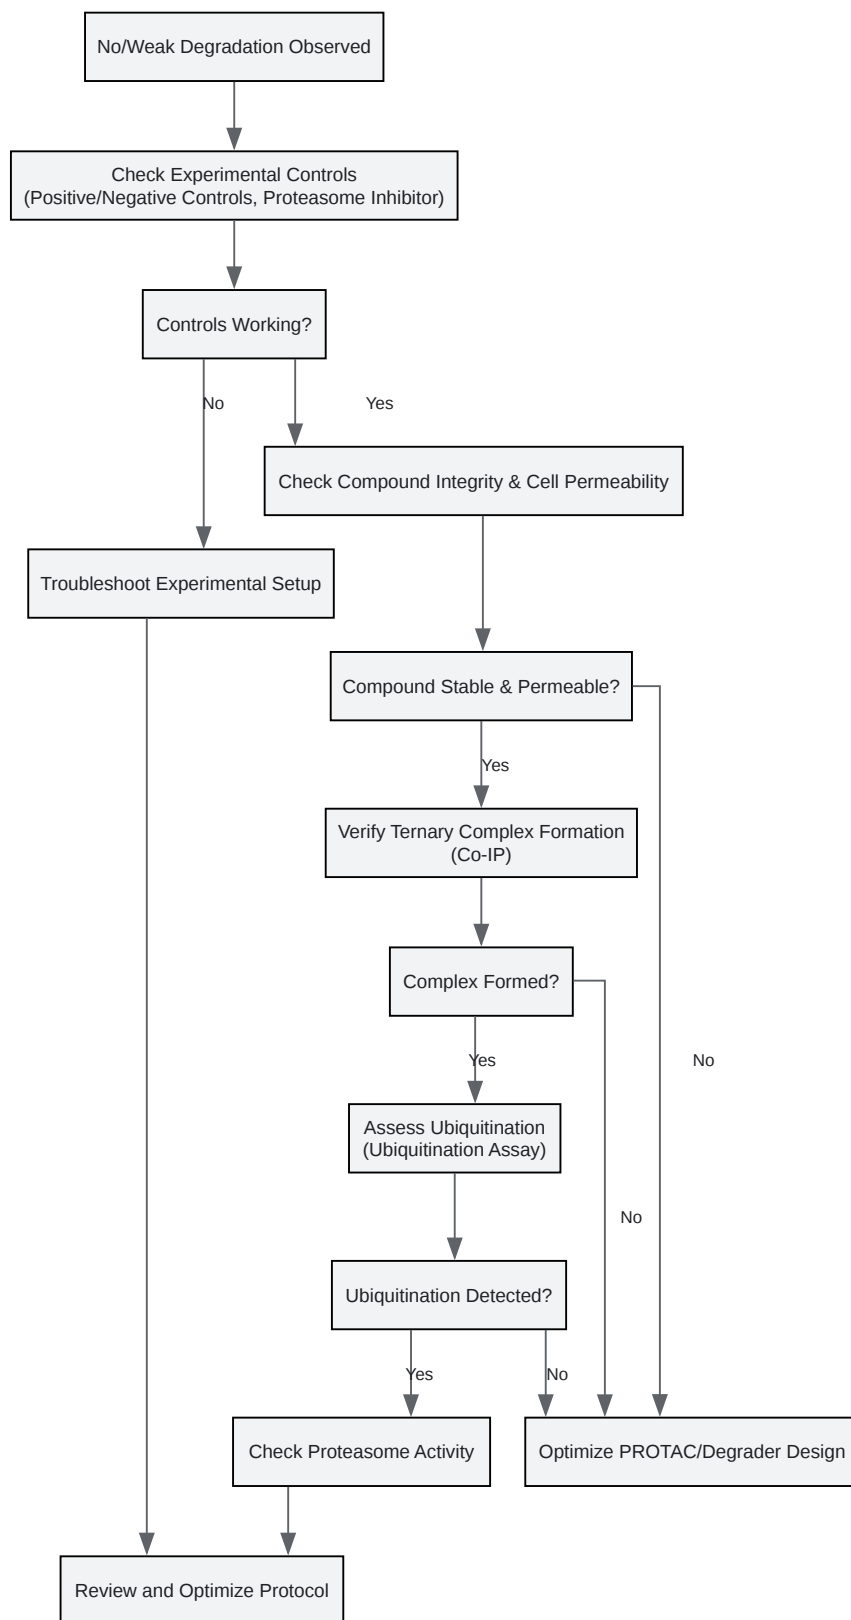 No/Weak Degradation Observed
Check Experimental Controls
(Positive/Negative Controls, Proteasome Inhibitor)
Controls Working?
No
Yes
Check Compound Integrity & Cell Permeability
Troubleshoot Experimental Setup
Compound Stable & Permeable?
Yes
Verify Ternary Complex Formation
(Co-IP)
Complex Formed?
Yes
No
Assess Ubiquitination
(Ubiquitination Assay)
No
Ubiquitination Detected?
Yes
No
Check Proteasome Activity
Optimize PROTAC/Degrader Design
Review and Optimize Protocol